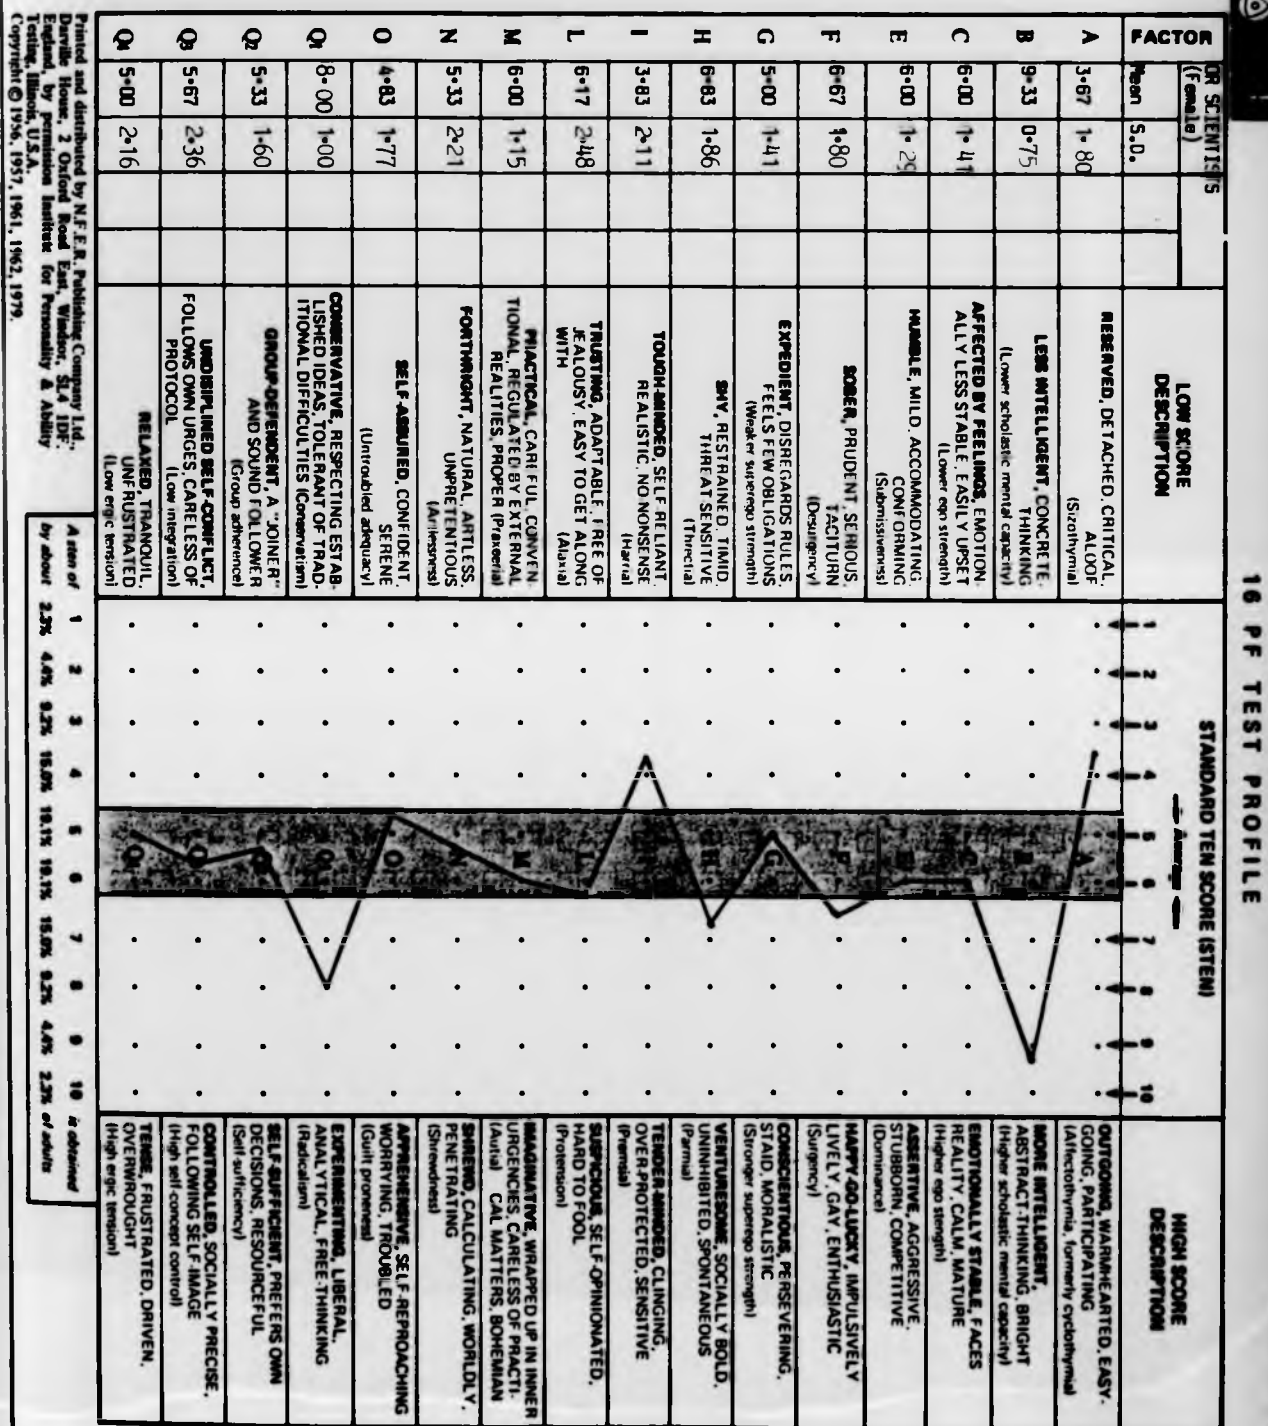 16 PF TEST PROFILE
FACTOR
OR SCIENTISTS
(Female)
Mean S.D.
LOW SCORE
DESCRIPTION
STANDARD TEN SCORE (STEN)
Average
1 2 3 4 5 6 7 8 9 10
HIGH SCORE
DESCRIPTION
A 3·67 1·80
RESERVED, DETACHED, CRITICAL,
ALOOF
(Sizothymia)
A
OUTGOING, WARMHEARTED, EASY-
GOING, PARTICIPATING
(Affectothymia, formerly cyclothymia)
B 9·33 0·75
LESS INTELLIGENT, CONCRETE-
THINKING
(Lower scholastic mental capacity)
B
MORE INTELLIGENT,
ABSTRACT-THINKING, BRIGHT
(Higher scholastic mental capacity)
C 6·00 1·41
AFFECTED BY FEELINGS, EMOTION-
ALLY LESS STABLE, EASILY UPSET
(Lower ego strength)
C
EMOTIONALLY STABLE, FACES
REALITY, CALM, MATURE
(Higher ego stength)
E 6·00 1·29
HUMBLE, MILD, ACCOMMODATING,
CONFORMING
(Submissiveness)
E
ASSERTIVE, AGGRESSIVE,
STUBBORN, COMPETITIVE
(Dominance)
F 6·67 1·80
SOBER, PRUDENT, SERIOUS,
TACITURN
(Desurgency)
F
HAPPY-GO-LUCKY, IMPULSIVELY
LIVELY, GAY, ENTHUSIASTIC
(Surgency)
G 5·00 1·41
EXPEDIENT, DISREGARDS RULES,
FEELS FEW OBLIGATIONS
(Weaker superego strength)
G
CONSCIENTIOUS, PERSEVERING,
STAID, MORALISTIC
(Stronger superego strength)
H 6·83 1·86
SHY, RESTRAINED, TIMID,
THREAT-SENSITIVE
(Threctia)
H
VENTURESOME, SOCIALLY BOLD,
UNINHIBITED, SPONTANEOUS
(Parmia)
I 3·83 2·11
TOUGH-MINDED, SELF-RELIANT,
REALISTIC, NO-NONSENSE
(Harria)
I
TENDER-MINDED, CLINGING,
OVER-PROTECTED, SENSITIVE
(Premsia)
L 6·17 2·48
TRUSTING, ADAPTABLE, FREE OF
JEALOUSY, EASY TO GET ALONG
WITH (Alaxia)
L
SUSPICIOUS, SELF-OPINIONATED,
HARD TO FOOL
(Protension)
M 6·00 1·15
PRACTICAL, CAREFUL, CONVEN-
TIONAL, REGULATED BY EXTERNAL
REALITIES, PROPER (Praxernia)
M
IMAGINATIVE, WRAPPED UP IN INNER
URGENCIES, CARELESS OF PRACTI-
(Autia) CAL MATTERS, BOHEMIAN
N 5·33 2·21
FORTHRIGHT, NATURAL, ARTLESS,
UNPRETENTIOUS
(Artlessness)
N
SHREWD, CALCULATING, WORLDLY,
PENETRATING
(Shrewdness)
O 4·83 1·77
SELF-ASSURED, CONFIDENT,
SERENE
(Untroubled adequacy)
O
APPREHENSIVE, SELF-REPROACHING
WORRYING, TROUBLED
(Guilt proneness)
Q1 8·00 1·00
CONSERVATIVE, RESPECTING ESTAB-
LISHED IDEAS, TOLERANT OF TRAD-
ITIONAL DIFFICULTIES (Conservatism)
Q1
EXPERIMENTING, LIBERAL,
ANALYTICAL, FREE-THINKING
(Radicalism)
Q2 5·33 1·60
GROUP-DEPENDENT, A "JOINER"
AND SOUND FOLLOWER
(Group adherence)
SELF-SUFFICIENT, PREFERS OWN
DECISIONS, RESOURCEFUL
(Self-sufficiency)
Q3 5·67 2·36
UNDISIPLINED SELF-CONFLICT,
FOLLOWS OWN URGES, CARELESS OF
PROTOCOL (Low integration)
CONTROLLED, SOCIALLY PRECISE,
FOLLOWING SELF-IMAGE
(High self-concept control)
Q4 5·00 2·16
RELAXED, TRANQUIL,
UNFRUSTRATED
(Low ergic tension)
TENSE, FRUSTRATED, DRIVEN,
OVERWROUGHT
(High ergic tension)
A sten of 1 2 3 4 5 6 7 8 9 10 is obtained
by about 2.3% 4.4% 9.2% 15.0% 19.1% 19.1% 15.0% 9.2% 4.4% 2.3% of adults
Printed and distributed by N.F.E.R. Publishing Company Ltd.,
Darville House, 2 Oxford Road East, Windsor, SL4 1DF,
England, by permission Institute for Personality & Ability
Testing, Illinois, U.S.A.
Copyright © 1956, 1957, 1961, 1962, 1979.